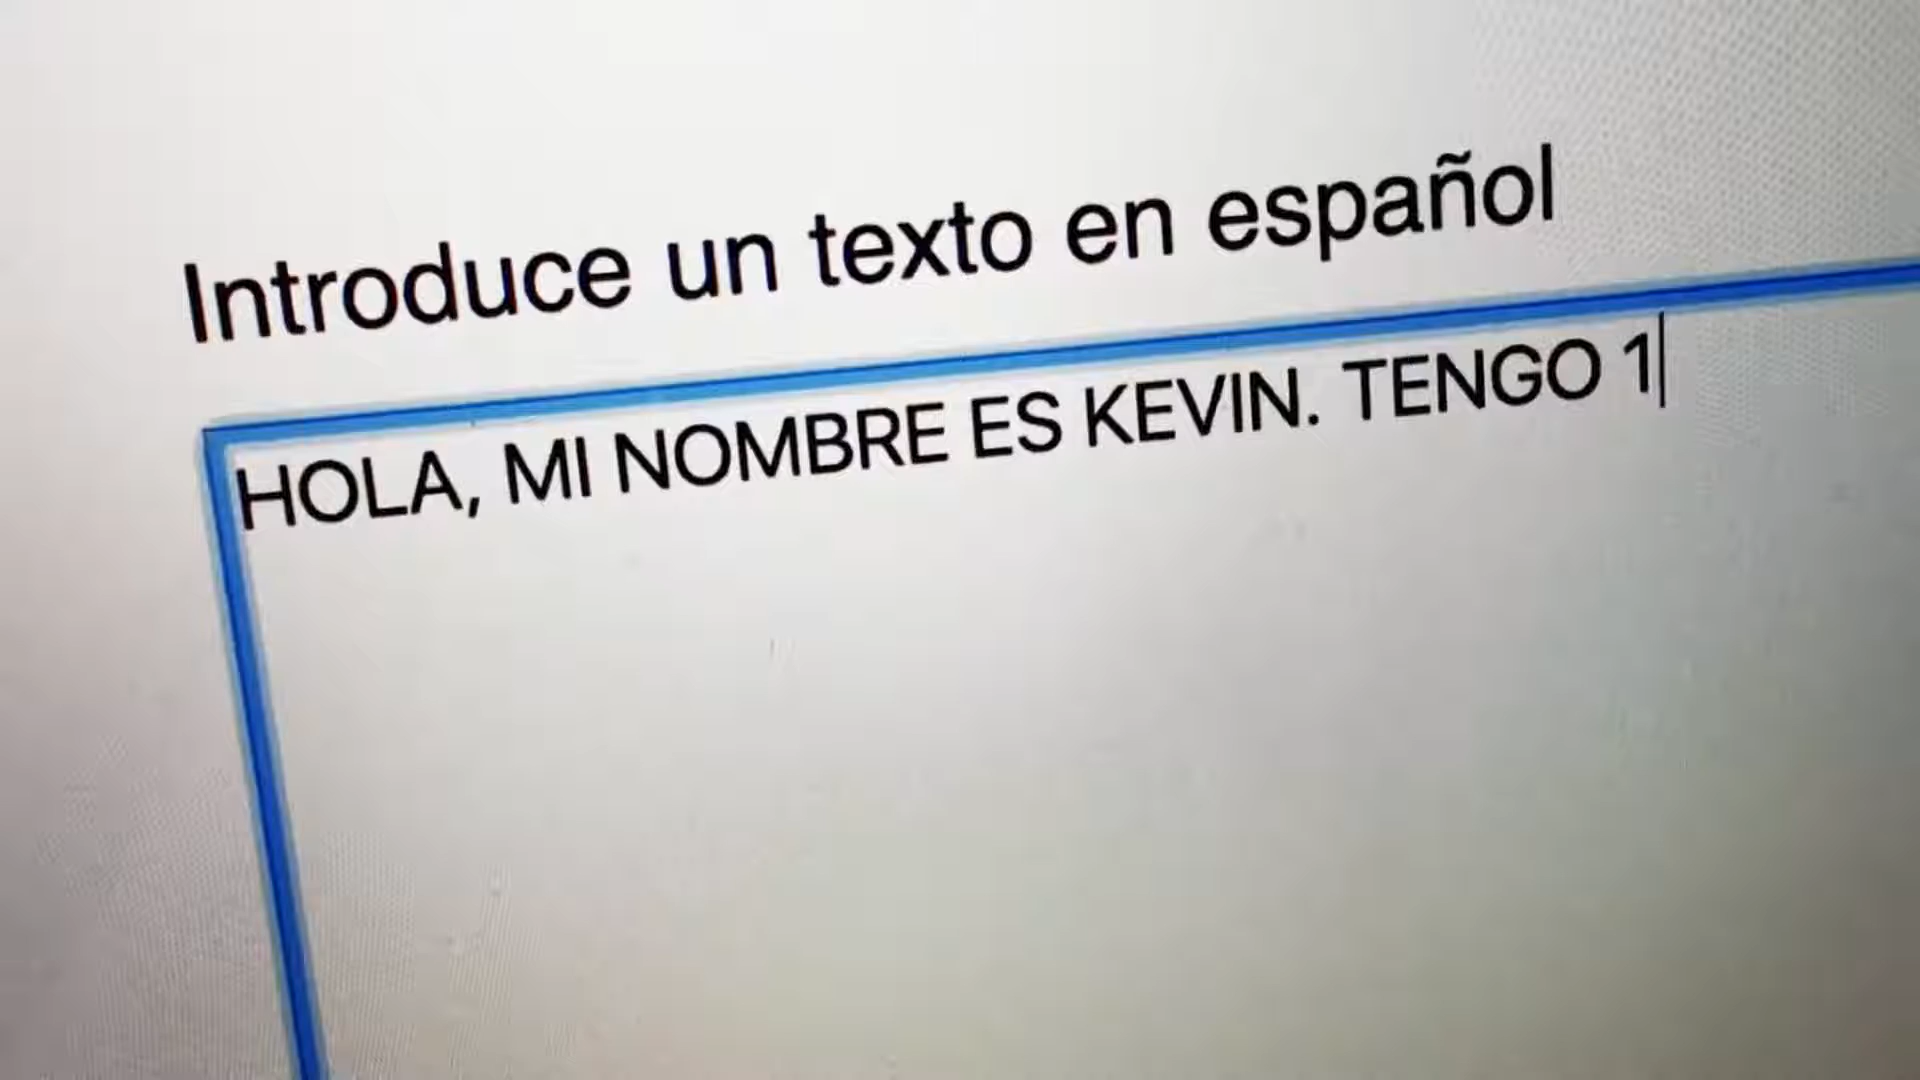 Introduce un texto en español
HOLA, MI NOMBRE ES KEVIN. TENGO 1